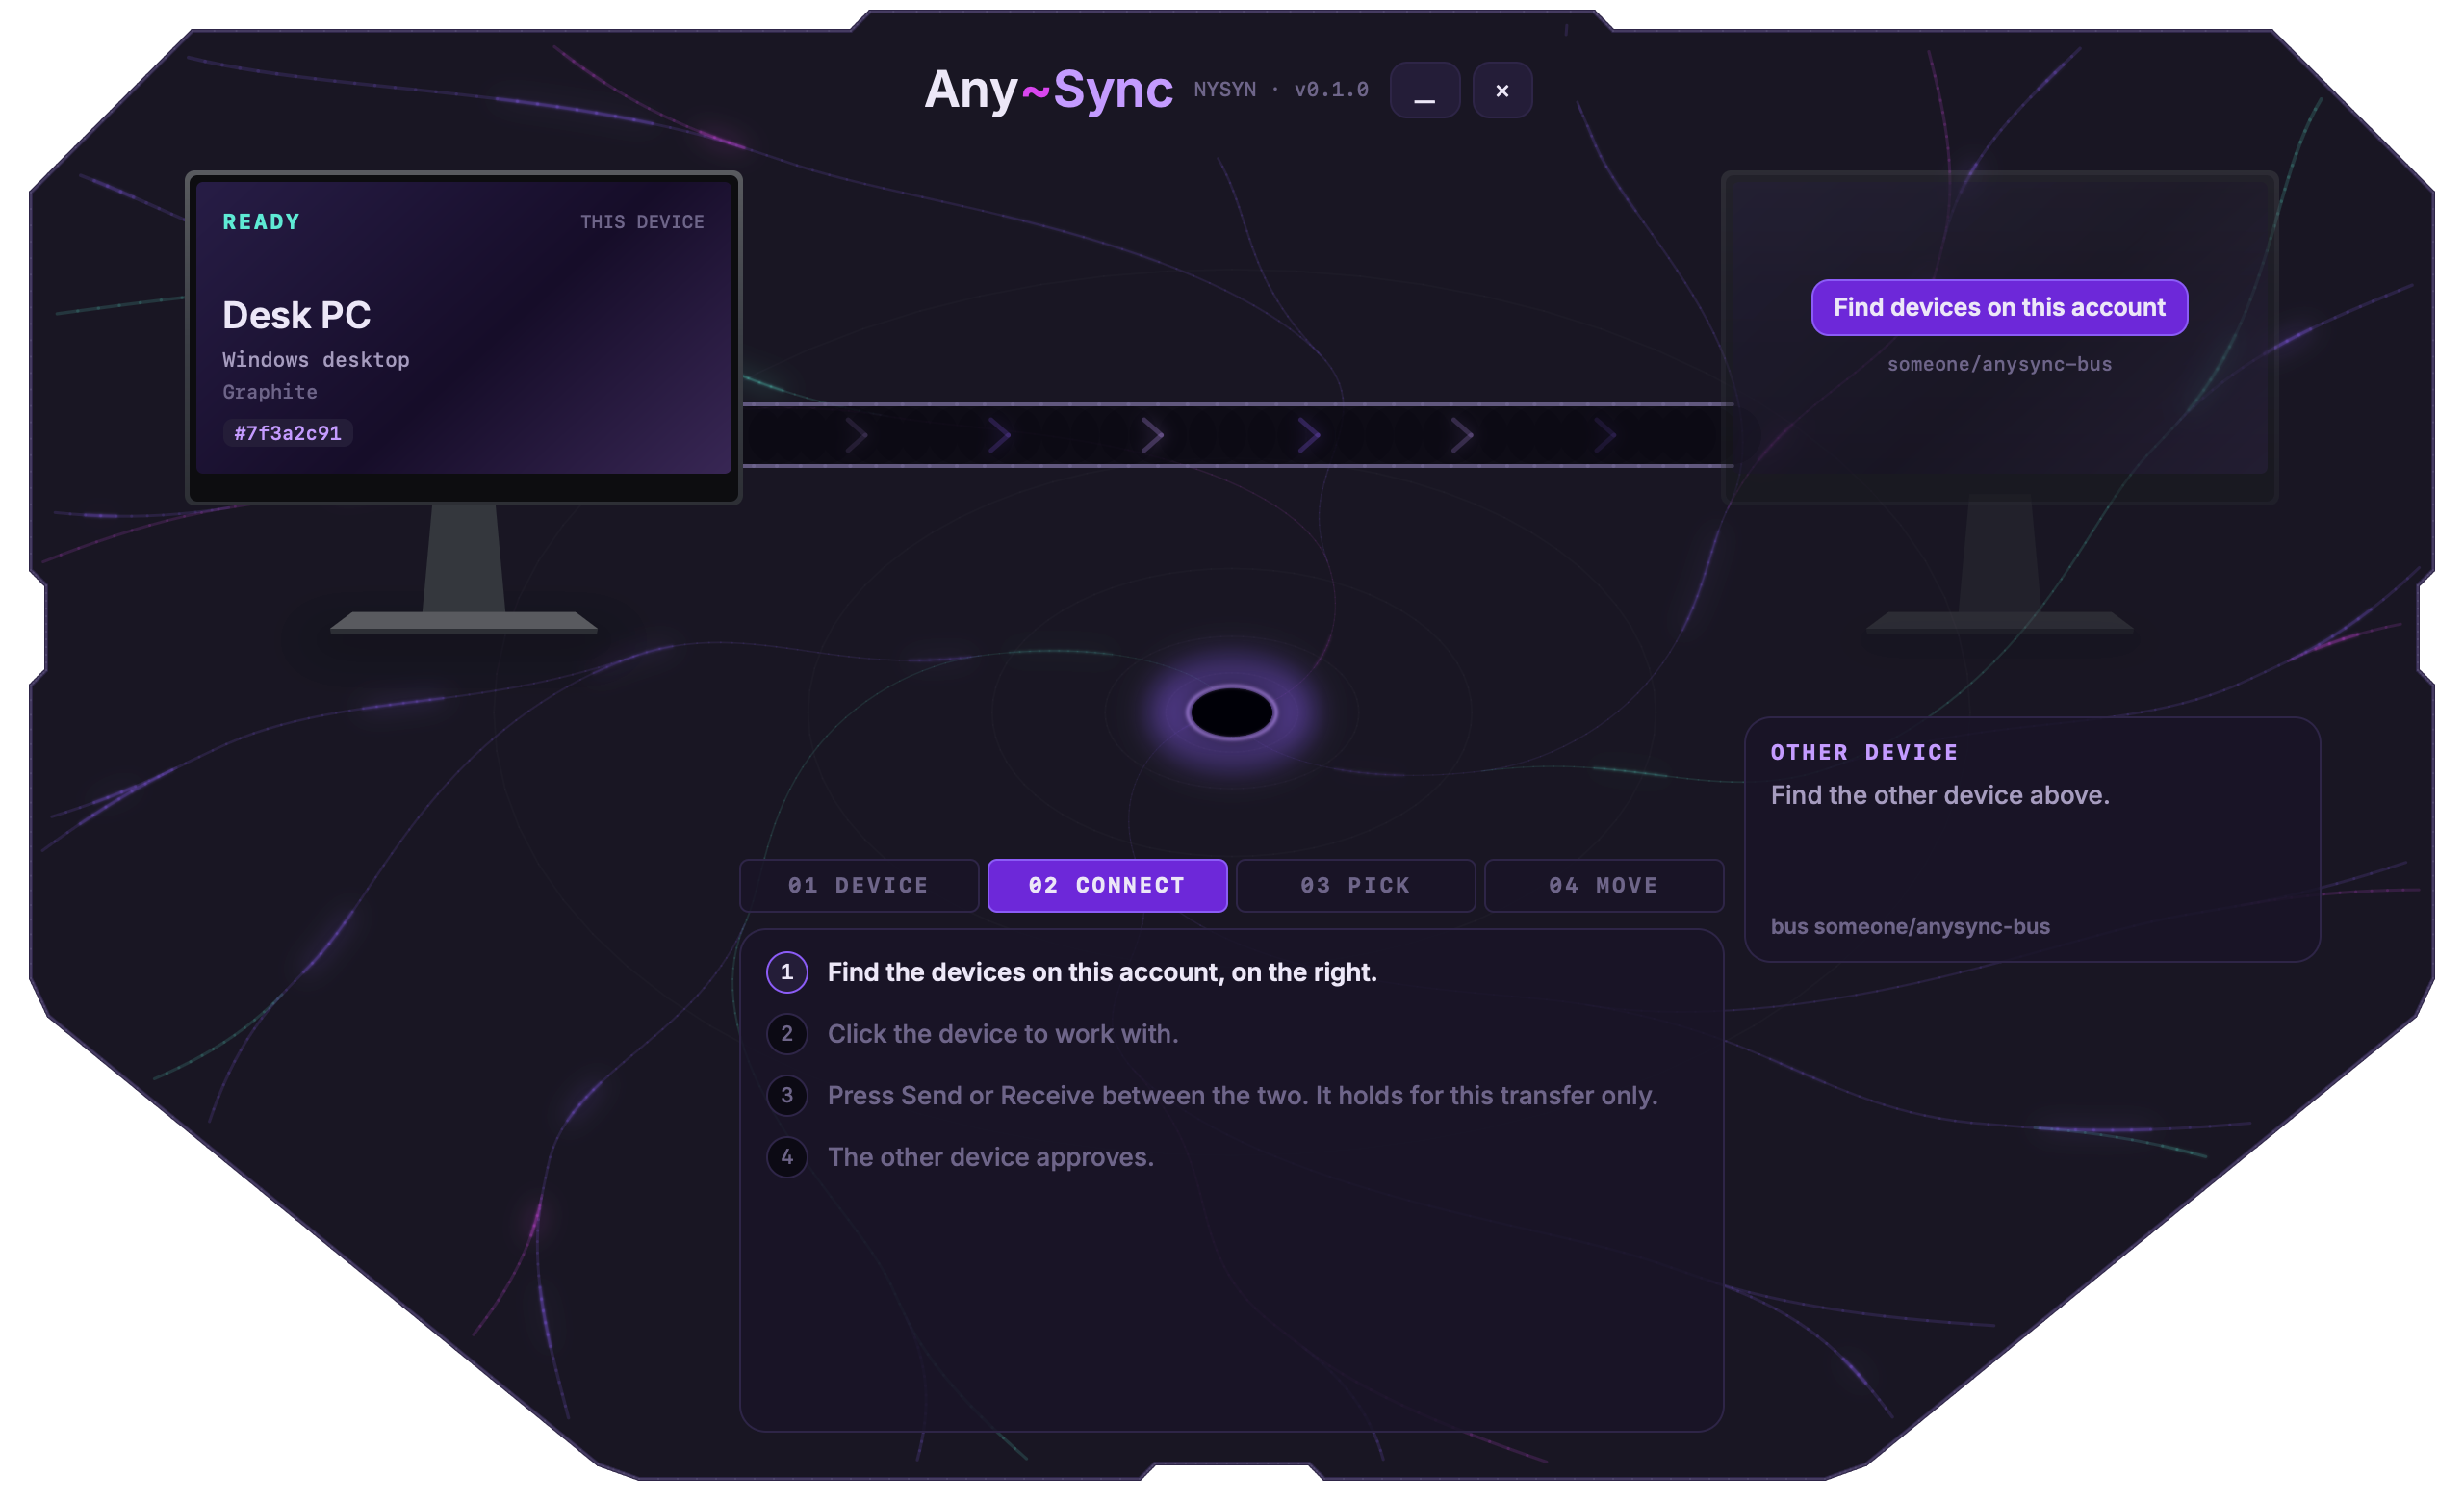 Any~Sync NYSYN · v0.1.0 _ ×
READY THIS DEVICE
Desk PC
Windows desktop
Graphite
#7f3a2c91
Find devices on this account
someone/anysync-bus
OTHER DEVICE
Find the other device above.
bus someone/anysync-bus
01 DEVICE 02 CONNECT 03 PICK 04 MOVE
1 Find the devices on this account, on the right.
2 Click the device to work with.
3 Press Send or Receive between the two. It holds for this transfer only.
4 The other device approves.